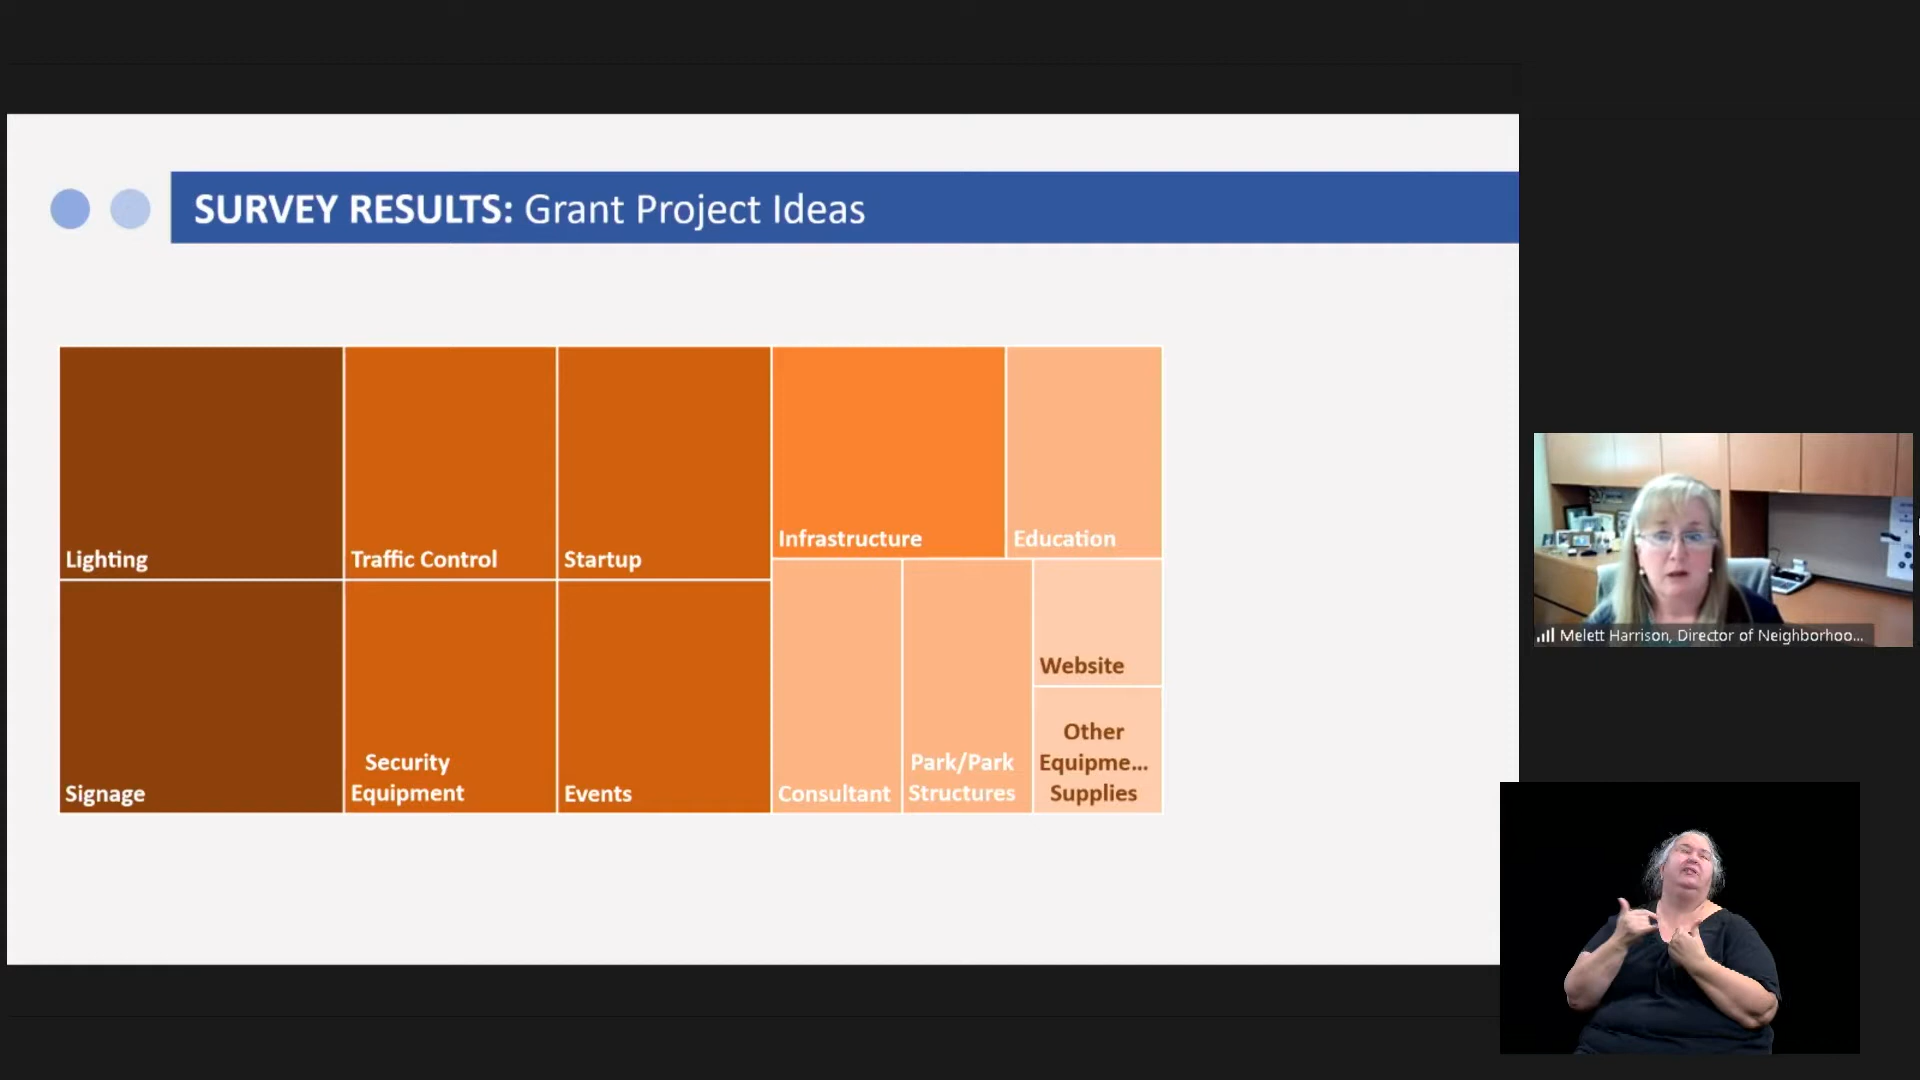 SURVEY RESULTS: Grant Project Ideas
Lighting
Traffic Control
Startup
Infrastructure
Education
Signage
Security
Equipment
Events
Consultant
Park/Park
Structures
Website
Other
Equipme...
Supplies
Melett Harrison, Director of Neighborhoo...